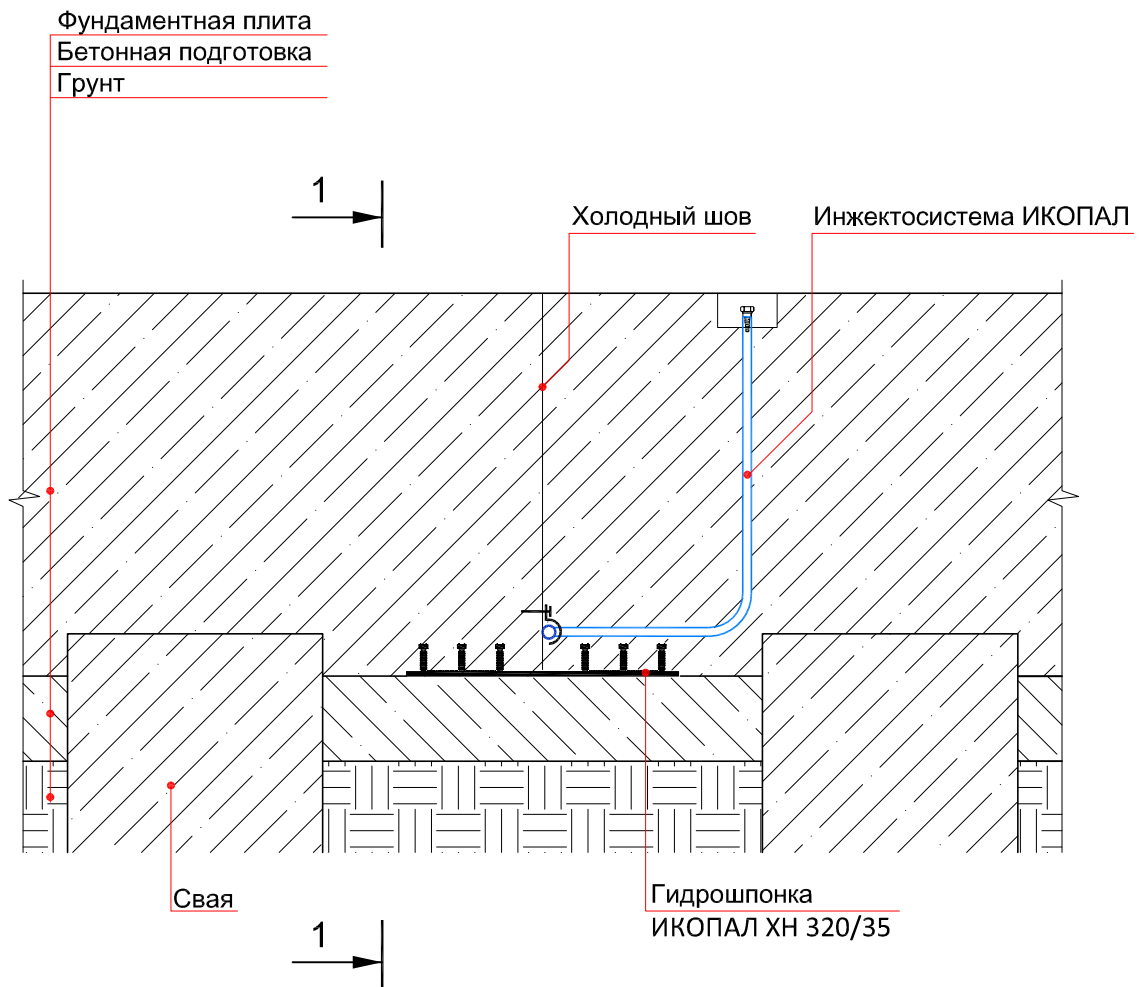 Фундаментная плита
Бетонная подготовка
Грунт
1
Холодный шов
Инжектосистема ИКОПАЛ
Свая
Гидрошпонка
ИКОПАЛ ХН 320/35
1